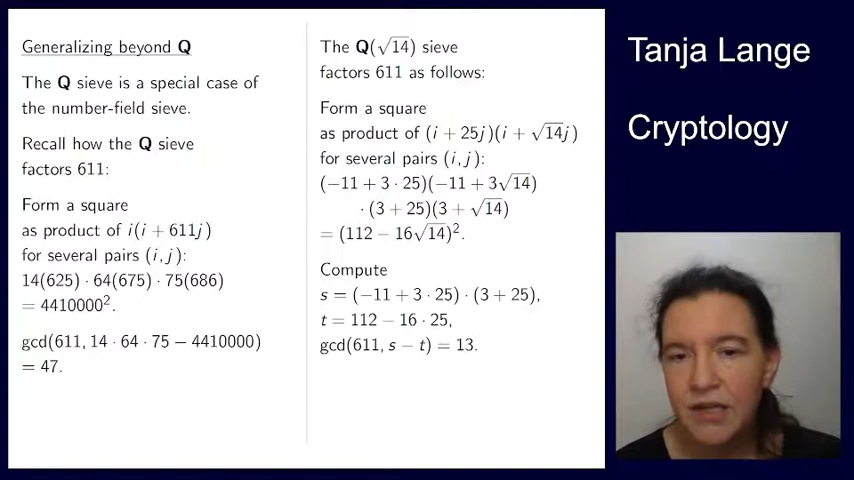 Generalizing beyond Q
The Q sieve is a special case of
the number-field sieve.
Recall how the Q sieve
factors 611:
Form a square
as product of i(i + 611j)
for several pairs (i, j):
14(625) · 64(675) · 75(686)
= 4410000².
gcd(611, 14 · 64 · 75 − 4410000)
= 47.
The Q(√14) sieve
factors 611 as follows:
Form a square
as product of (i + 25j)(i + √14j)
for several pairs (i, j):
(−11 + 3 · 25)(−11 + 3√14)
· (3 + 25)(3 + √14)
= (112 − 16√14)².
Compute
s = (−11 + 3 · 25) · (3 + 25),
t = 112 − 16 · 25,
gcd(611, s − t) = 13.
Tanja Lange
Cryptology